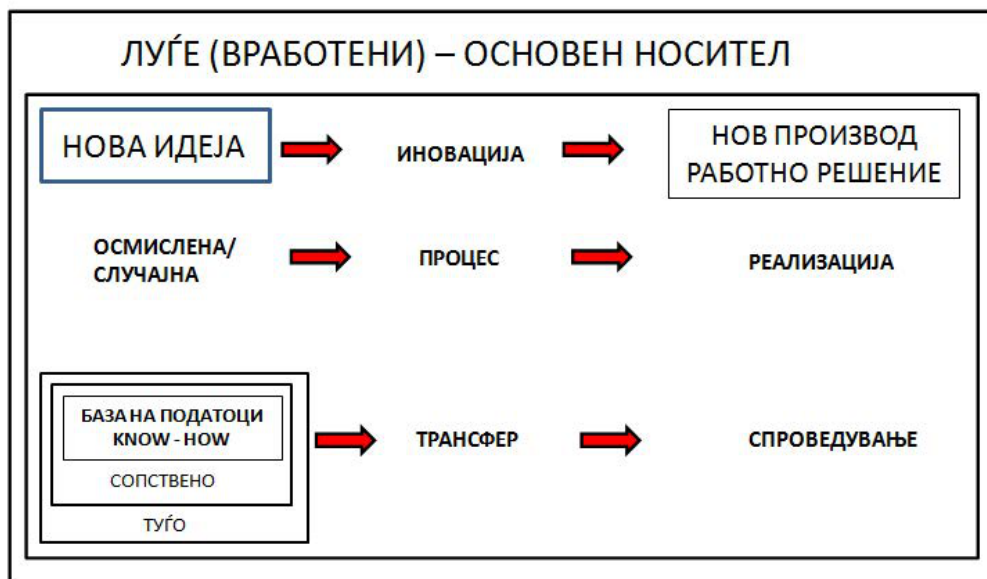 ЛУЃЕ (ВРАБОТЕНИ) – ОСНОВЕН НОСИТЕЛ
НОВА ИДЕЈА
ИНОВАЦИЈА
НОВ ПРОИЗВОД
РАБОТНО РЕШЕНИЕ
ОСМИСЛЕНА/
СЛУЧАЈНА
ПРОЦЕС
РЕАЛИЗАЦИЈА
БАЗА НА ПОДАТОЦИ
KNOW - HOW
СОПСТВЕНО
ТУЃО
ТРАНСФЕР
СПРОВЕДУВАЊЕ